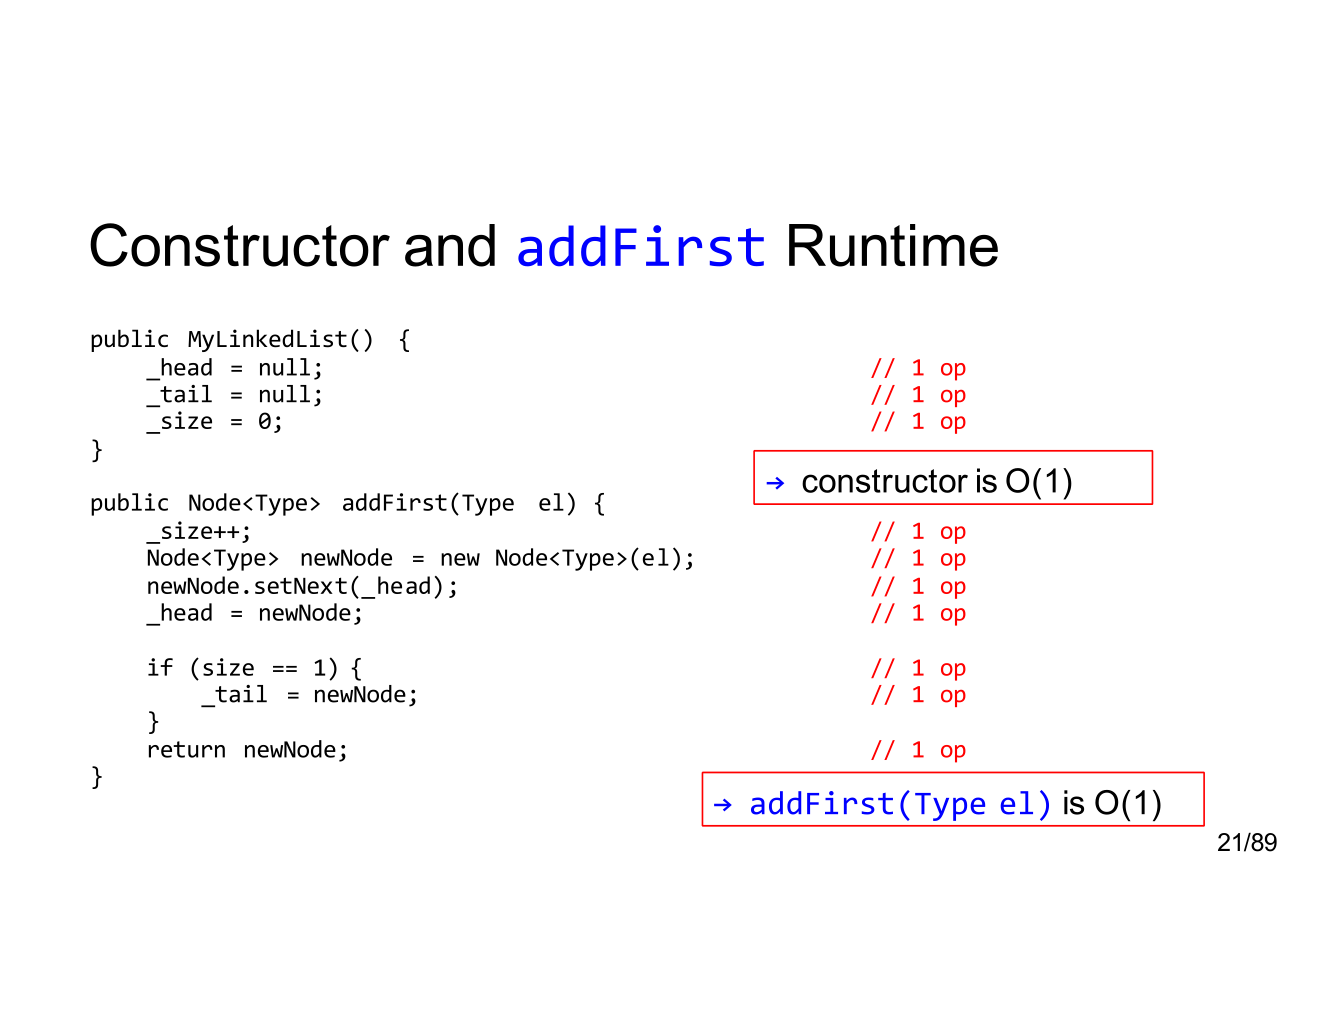 Constructor and addFirst Runtime
public MyLinkedList() {
_head = null; // 1 op
_tail = null; // 1 op
_size = 0; // 1 op
}
→ constructor is O(1)
public Node<Type> addFirst(Type el) {
_size++; // 1 op
Node<Type> newNode = new Node<Type>(el); // 1 op
newNode.setNext(_head); // 1 op
_head = newNode; // 1 op
if (size == 1) { // 1 op
_tail = newNode; // 1 op
}
return newNode; // 1 op
}
→ addFirst(Type el) is O(1)
21/89